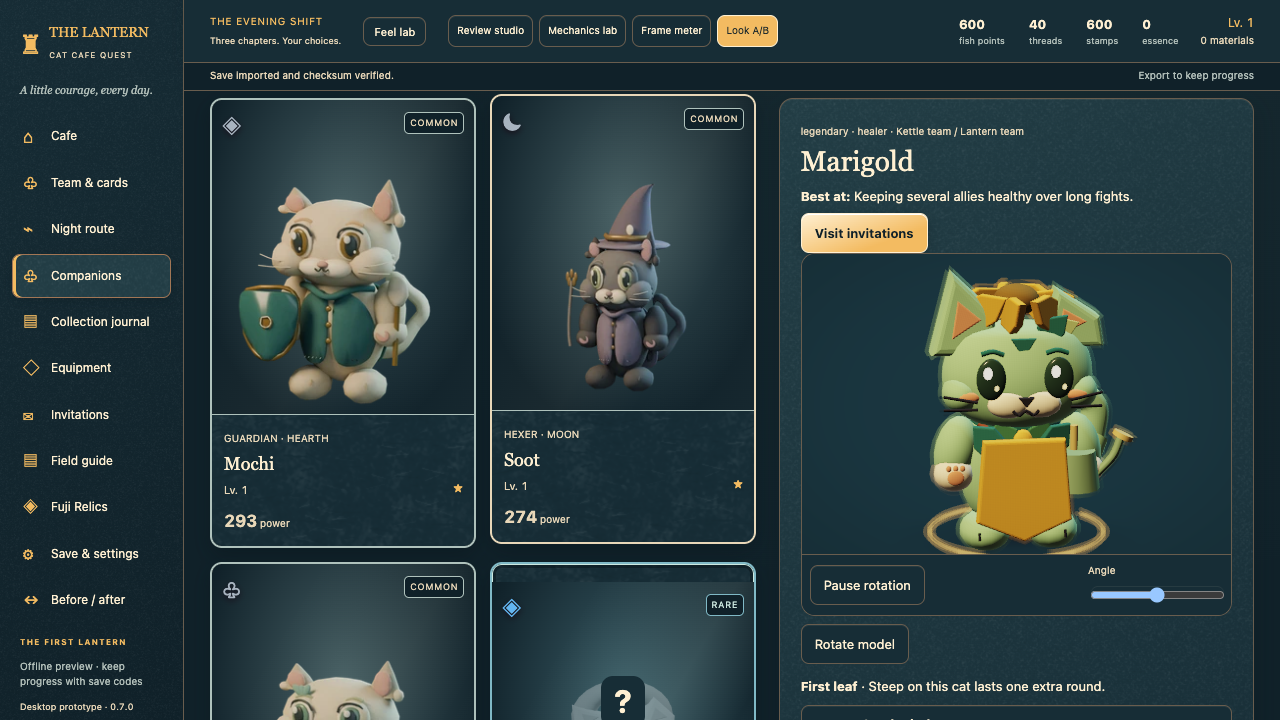 THE LANTERN
CAT CAFE QUEST
A little courage, every day.
Cafe
Team & cards
Night route
Companions
Collection journal
Equipment
Invitations
Field guide
Fuji Relics
Save & settings
Before / after
THE FIRST LANTERN
Offline preview · keep
progress with save codes
Desktop prototype · 0.7.0
THE EVENING SHIFT
Three chapters. Your choices.
Feel lab
Review studio
Mechanics lab
Frame meter
Look A/B
600
fish points
40
threads
600
stamps
0
essence
Lv. 1
0 materials
Save imported and checksum verified.
Export to keep progress
COMMON
GUARDIAN · HEARTH
Mochi
Lv. 1
293 power
COMMON
HEXER · MOON
Soot
Lv. 1
274 power
COMMON
RARE
?
legendary · healer · Kettle team / Lantern team
Marigold
Best at: Keeping several allies healthy over long fights.
Visit invitations
Pause rotation
Angle
Rotate model
First leaf · Steep on this cat lasts one extra round.